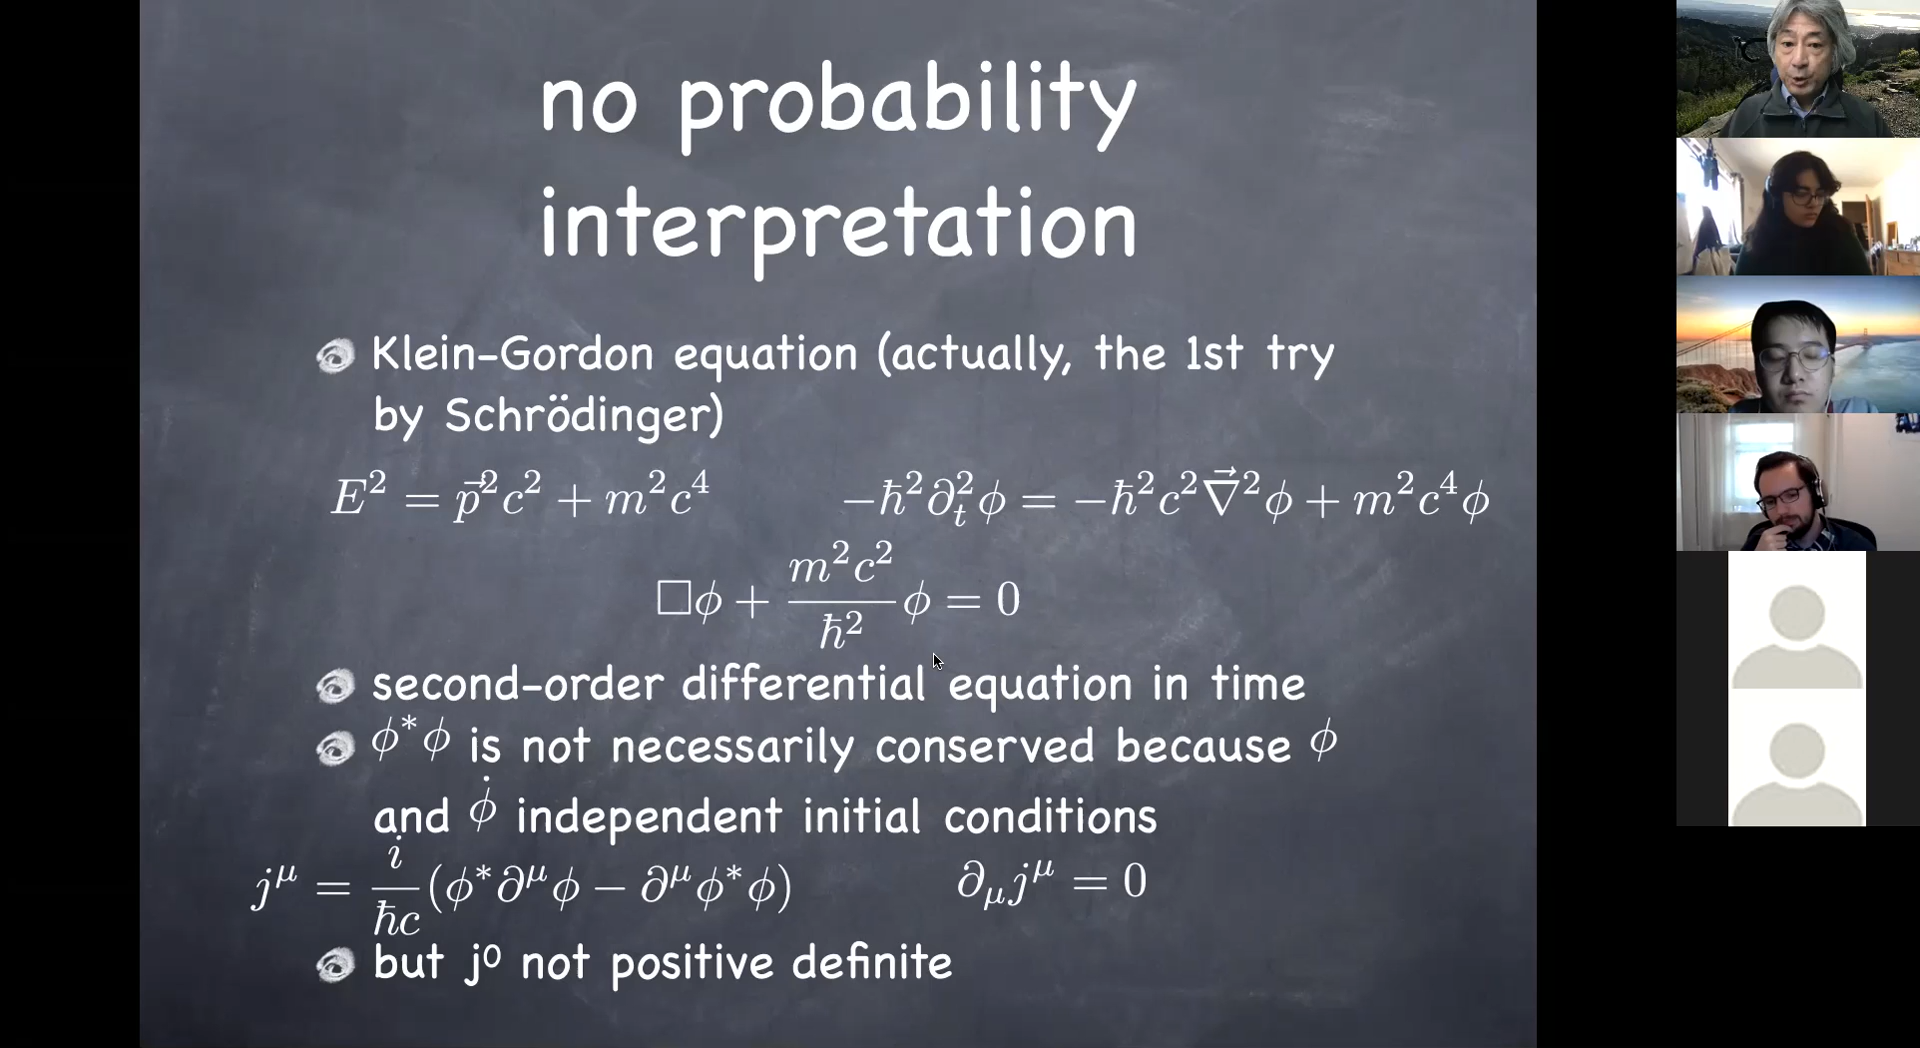 no probability
interpretation
Klein-Gordon equation (actually, the 1st try
by Schrödinger)
E² = p⃗²c² + m²c⁴    −ℏ²∂ₜ²ϕ = −ℏ²c²∇⃗²ϕ + m²c⁴ϕ
□ϕ + \frac{m²c²}{ℏ²}ϕ = 0
second-order differential equation in time
ϕ*ϕ is not necessarily conserved because ϕ
and ϕ̇ independent initial conditions
j^μ = \frac{i}{ℏc}(ϕ*∂^μϕ − ∂^μϕ*ϕ)    ∂_μj^μ = 0
but j⁰ not positive definite